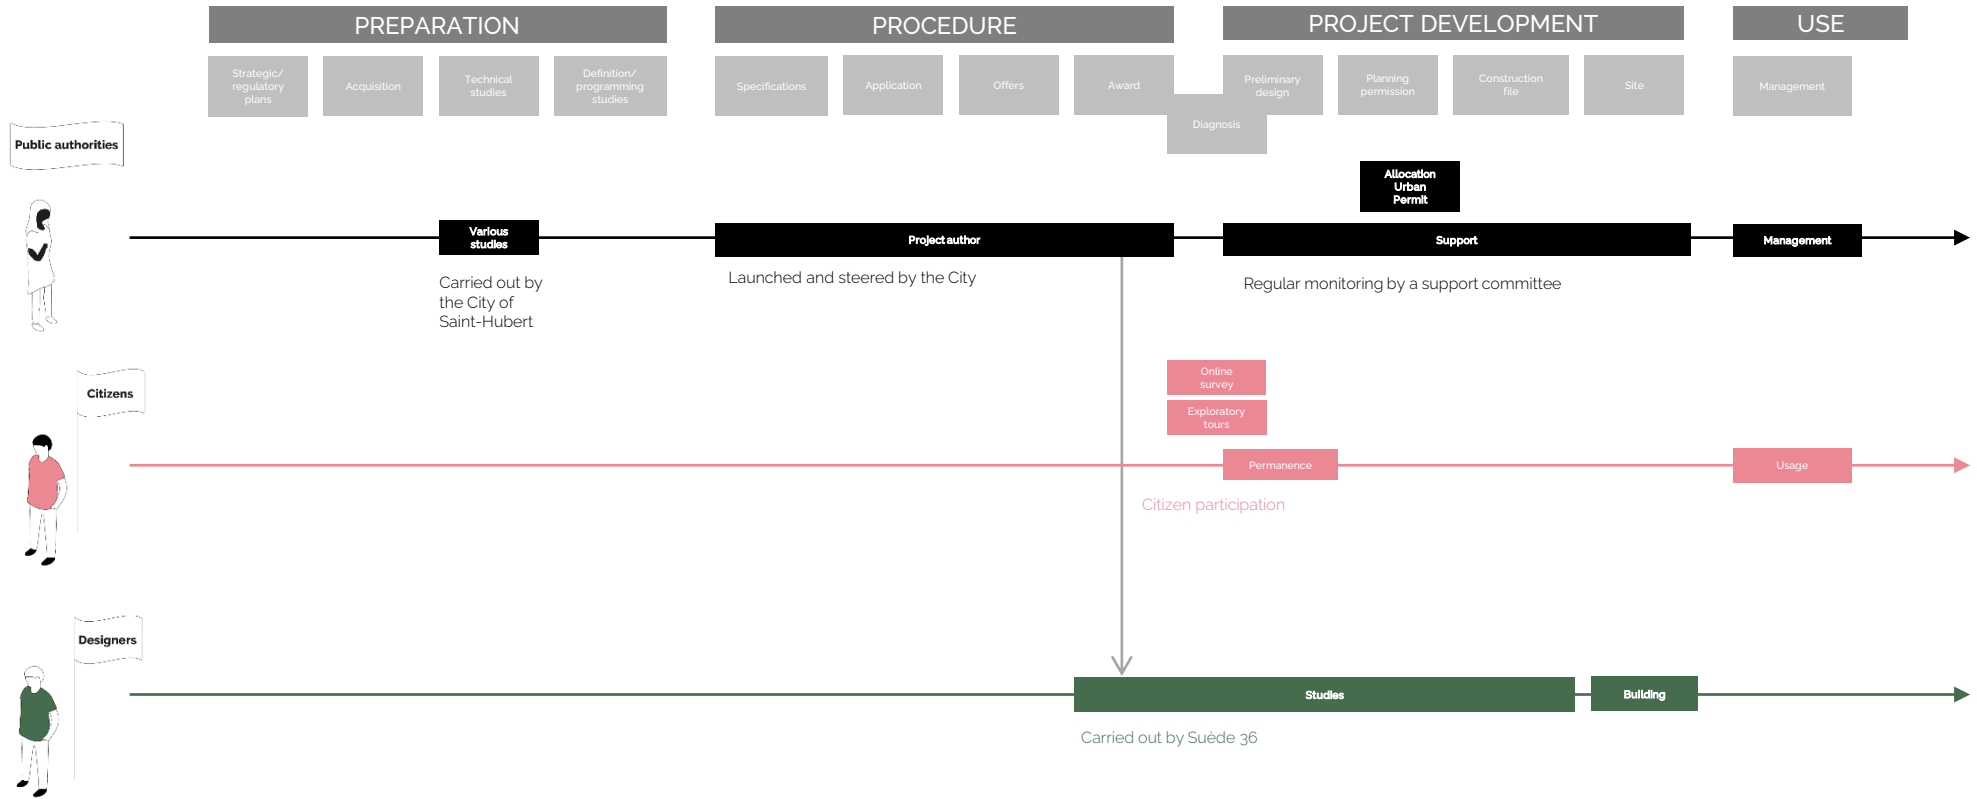 PREPARATION
PROCEDURE
PROJECT DEVELOPMENT
USE
Strategic/
regulatory
plans
Acquisition
Technical
studies
Definition/
programming
studies
Specifications
Application
Offers
Award
Diagnosis
Preliminary
design
Planning
permission
Construction
file
Site
Management
Public authorities
Allocation
Urban
Permit
Various
studies
Project author
Support
Management
Carried out by
the City of
Saint-Hubert
Launched and steered by the City
Regular monitoring by a support committee
Citizens
Online
survey
Exploratory
tours
Permanence
Usage
Citizen participation
Designers
Studies
Building
Carried out by Suède 36